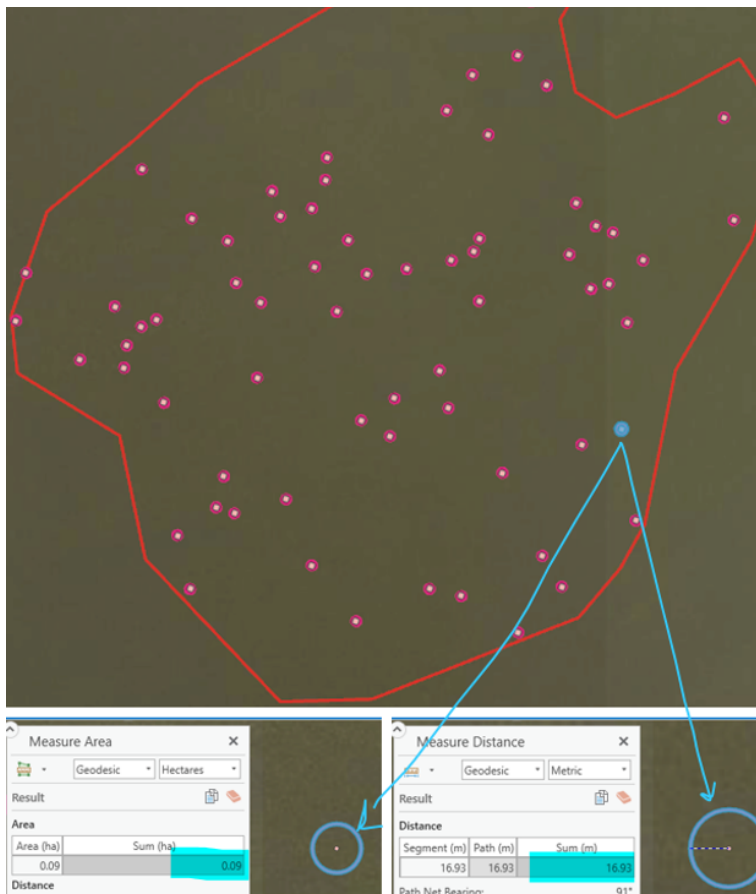 Measure Area
Geodesic Hectares
Result
Area
Area (ha) Sum (ha)
0.09 0.09
Distance
Measure Distance
Geodesic Metric
Result
Distance
Segment (m) Path (m) Sum (m)
16.93 16.93 16.93
Path Net Bearing: 91°